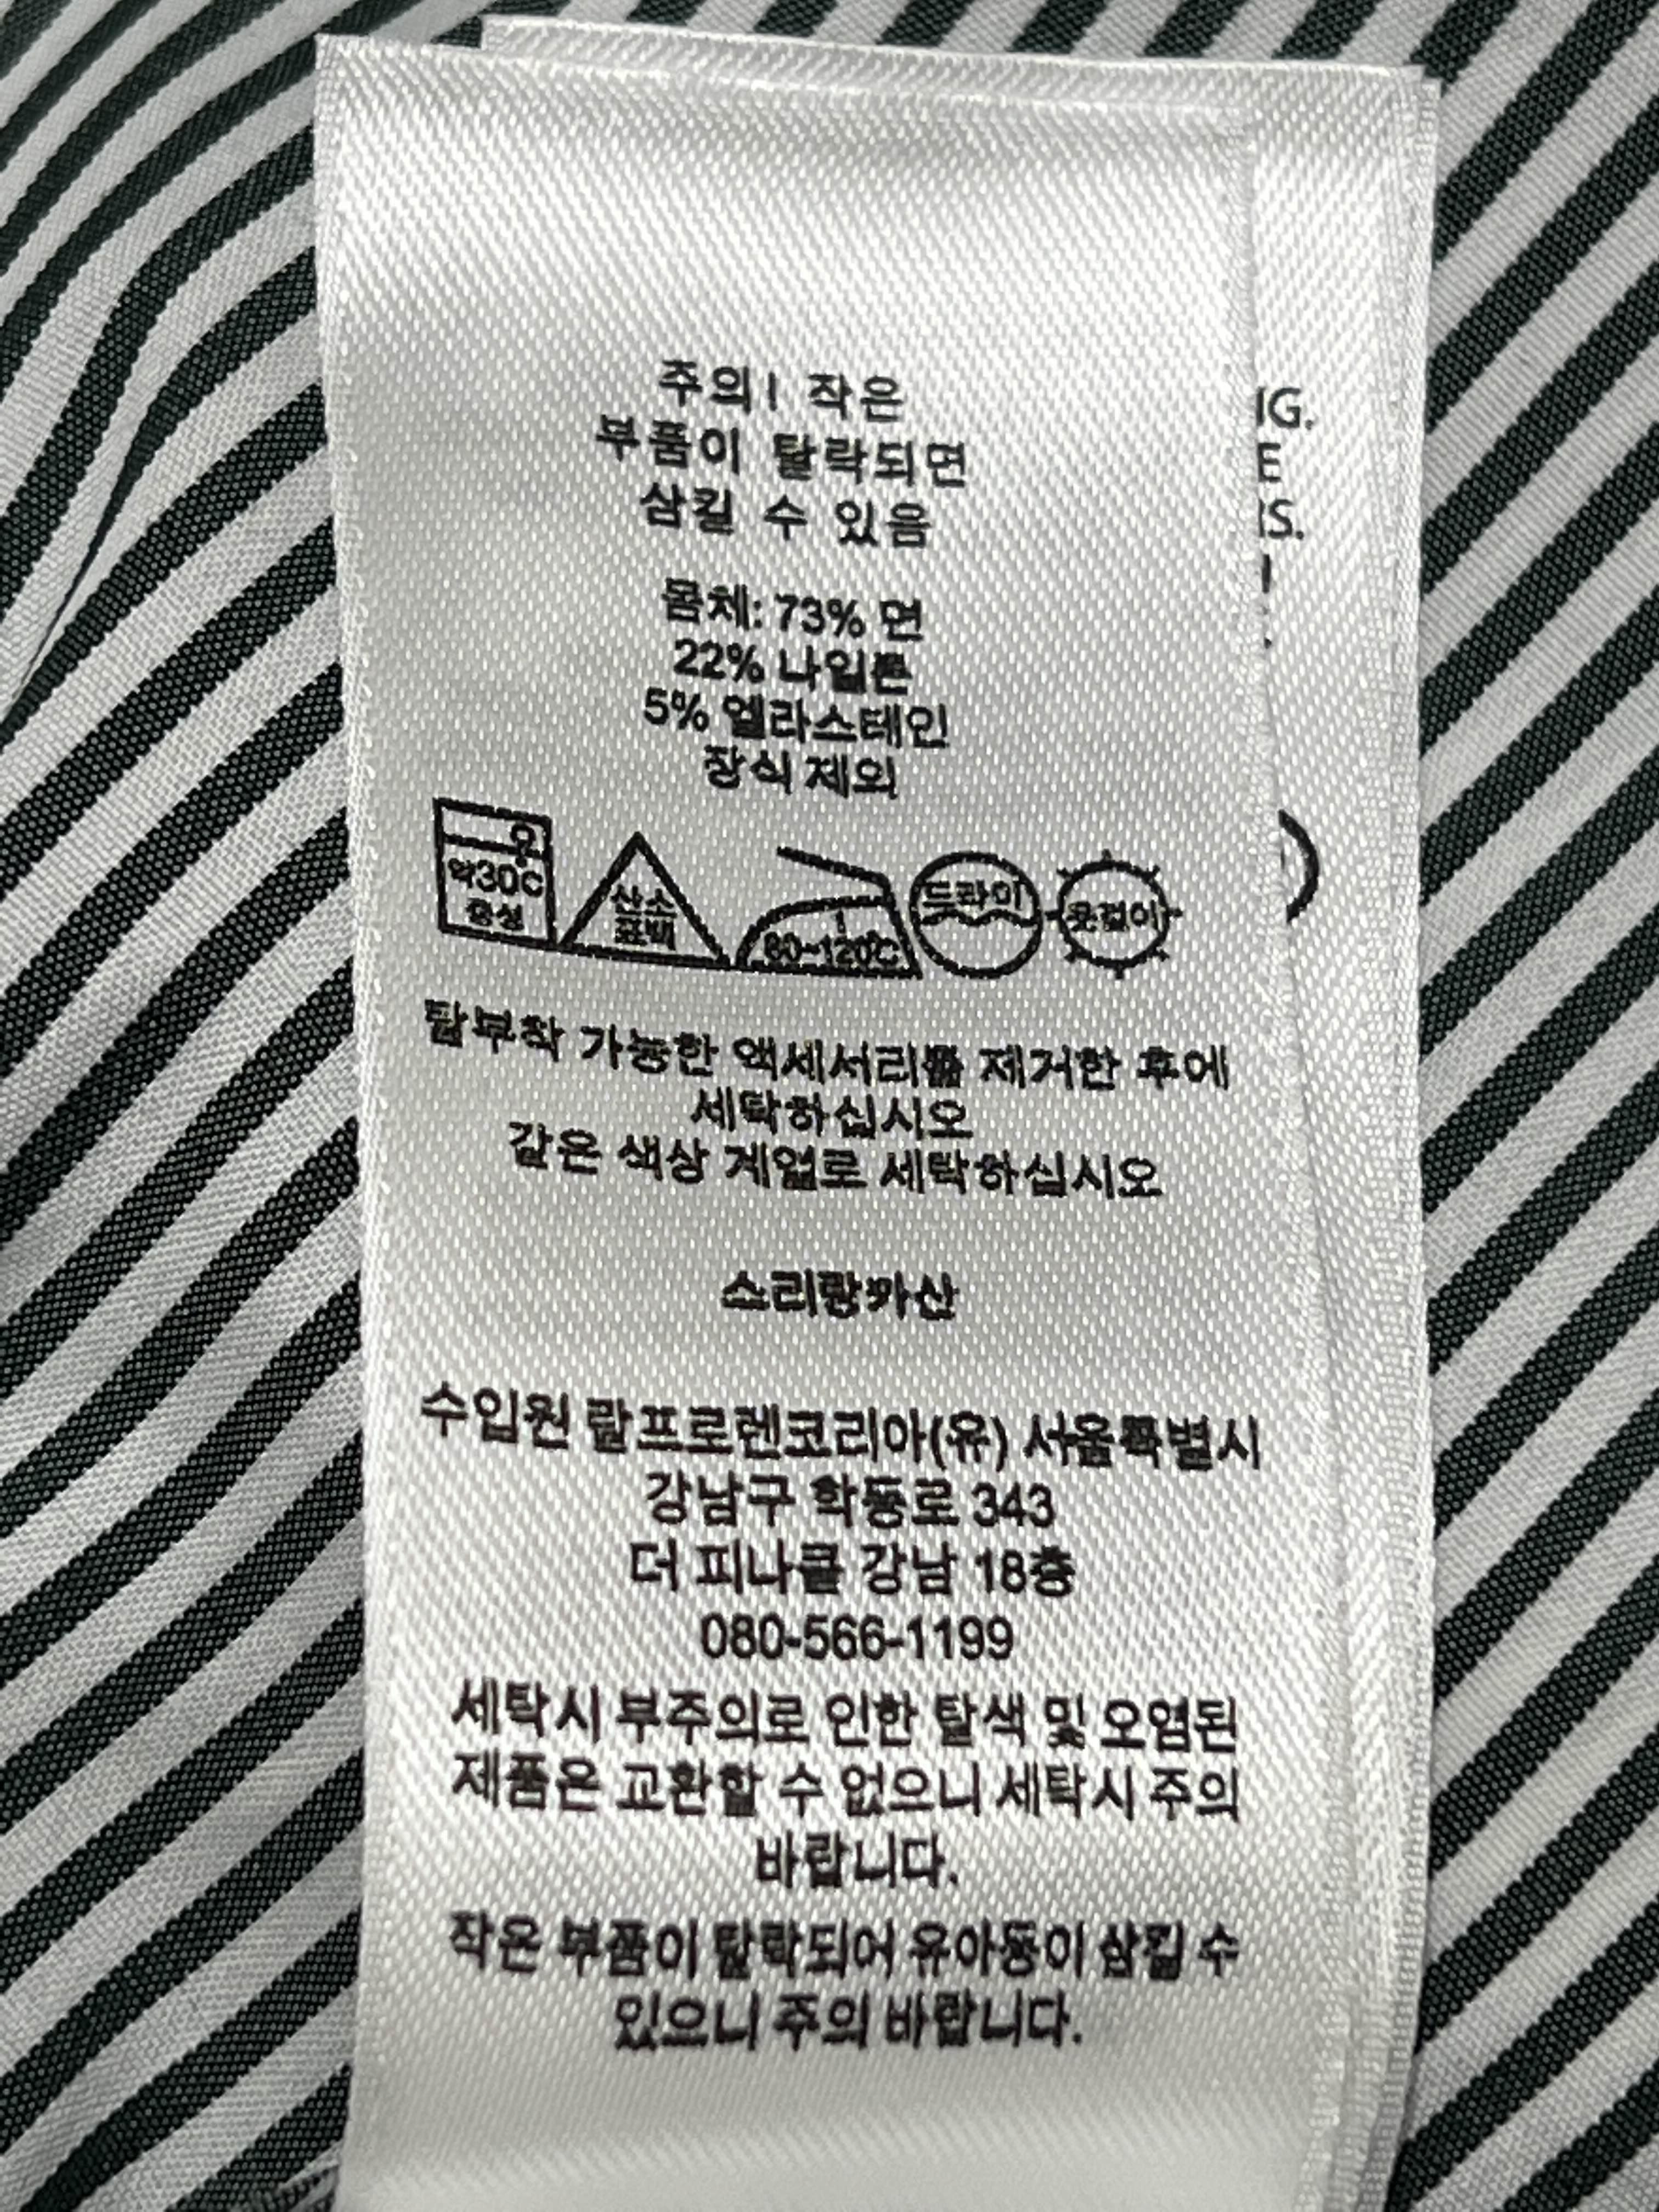 주의! 작은
부품이 탈락되면
삼킬 수 있음
몸체: 73% 면
22% 나일론
5% 엘라스테인
장식 제외
약30℃
중성
산소
표백
80~120℃
드라이
옷걸이
탈부착 가능한 액세서리를 제거한 후에
세탁하십시오
같은 색상 계열로 세탁하십시오
스리랑카산
수입원 랄프로렌코리아(유) 서울특별시
강남구 학동로 343
더 피나클 강남 18층
080-566-1199
세탁시 부주의로 인한 탈색 및 오염된
제품은 교환할 수 없으니 세탁시 주의
바랍니다.
작은 부품이 탈락되어 유아동이 삼킬 수
있으니 주의 바랍니다.
IG.
E
IS.